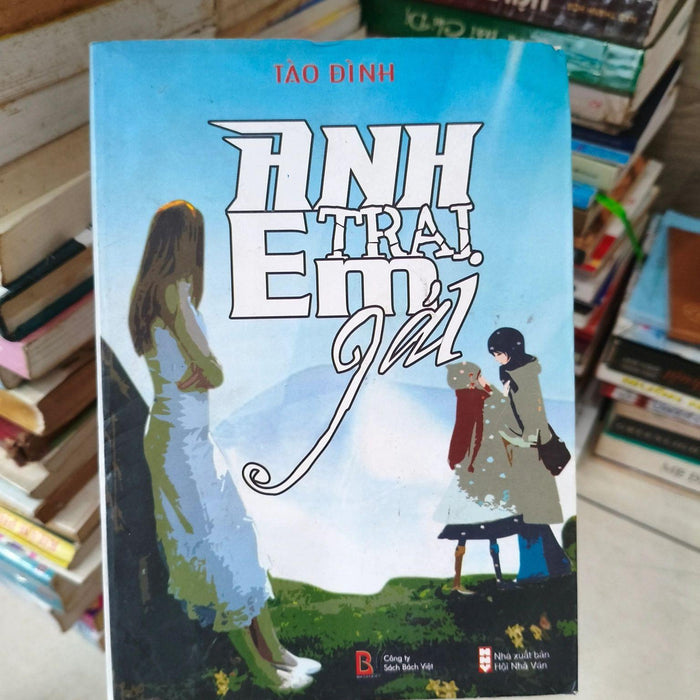 TÀO ĐÌNH
ANH
TRAI
Em
gái
Công ty
Sách Bách Việt
Nhà xuất bản
Hội Nhà Văn